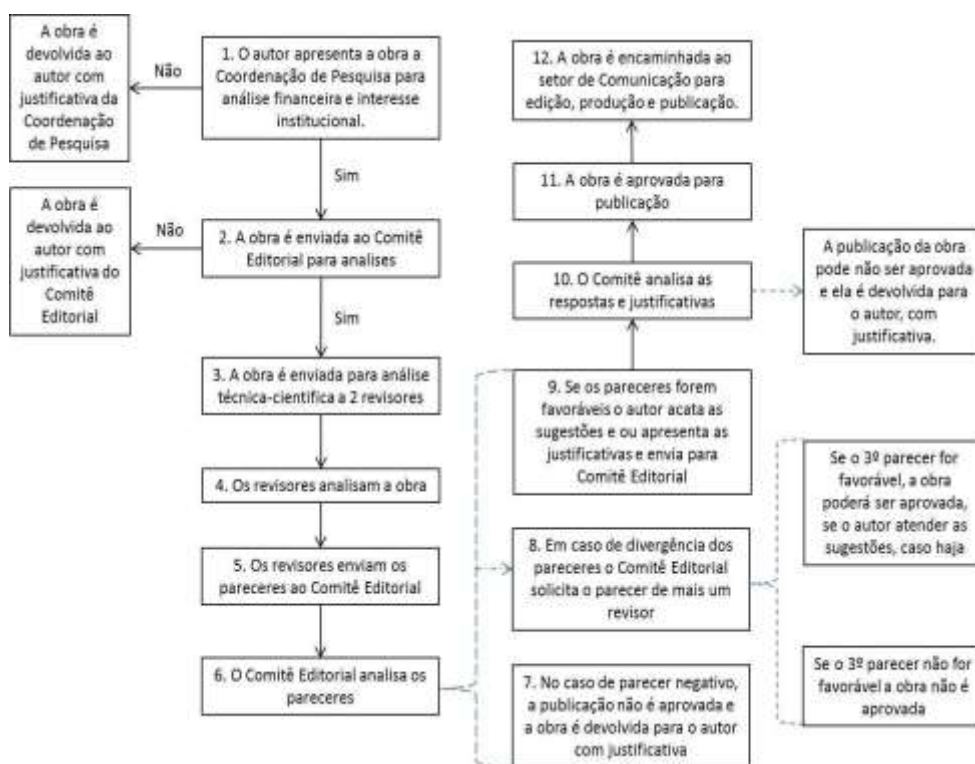 A obra é
devolvida ao
autor com
justificativa da
Coordenação
de Pesquisa
Não
1. O autor apresenta a obra a
Coordenação de Pesquisa para
análise financeira e interesse
institucional.
Sim
A obra é
devolvida ao
autor com
justificativa do
Comitê
Editorial
Não
2. A obra é enviada ao Comitê
Editorial para analises
Sim
3. A obra é enviada para análise
técnica-científica a 2 revisores
4. Os revisores analisam a obra
5. Os revisores enviam os
pareceres ao Comitê Editorial
6. O Comitê Editorial analisa os
pareceres
12. A obra é encaminhada ao
setor de Comunicação para
edição, produção e publicação.
11. A obra é aprovada para
publicação
10. O Comitê analisa as
respostas e justificativas
A publicação da obra
pode não ser aprovada
e ela é devolvida para
o autor, com
justificativa.
9. Se os pareceres forem
favoráveis o autor acata as
sugestões e ou apresenta as
justificativas e envia para
Comitê Editorial
8. Em caso de divergência dos
pareceres o Comitê Editorial
solicita o parecer de mais um
revisor
Se o 3º parecer for
favorável, a obra
poderá ser aprovada,
se o autor atender as
sugestões, caso haja
Se o 3º parecer não for
favorável a obra não é
aprovada
7. No caso de parecer negativo,
a publicação não é aprovada e
a obra é devolvida para o autor
com justificativa